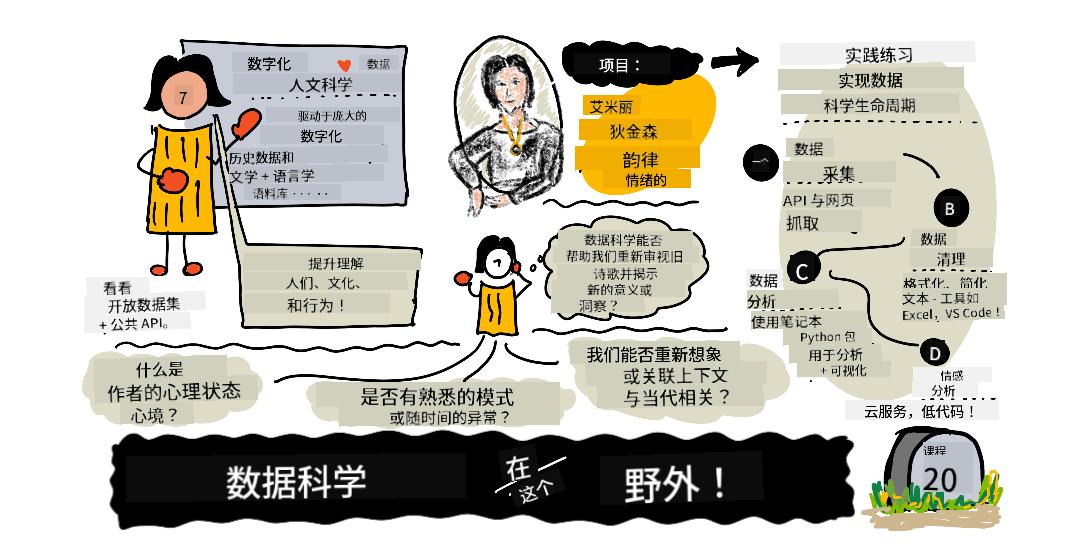 数字化
数据
人文科学
驱动于庞大的
数字化
历史数据和
文学 + 语言学
语料库 · · · · ·
提升理解
人们、文化、
和行为！
看看
开放数据集
+ 公共 API。
项目：
艾米丽
狄金森
韵律
情绪的
数据科学能否
帮助我们重新审视旧
诗歌并揭示
新的意义或
洞察？
什么是
作者的心理状态
心境？
是否有熟悉的模式
或随时间的异常？
我们能否重新想象
或关联上下文
与当代相关？
实践练习
实现数据
科学生命周期
一个
数据
采集
API 与网页
抓取
B
数据
清理
格式化、简化
文本 - 工具如
Excel，VS Code！
C
数据
分析
使用笔记本
Python 包
用于分析
+ 可视化
D
情感
分析
云服务，低代码！
数据科学
在
这个
野外！
课程
20